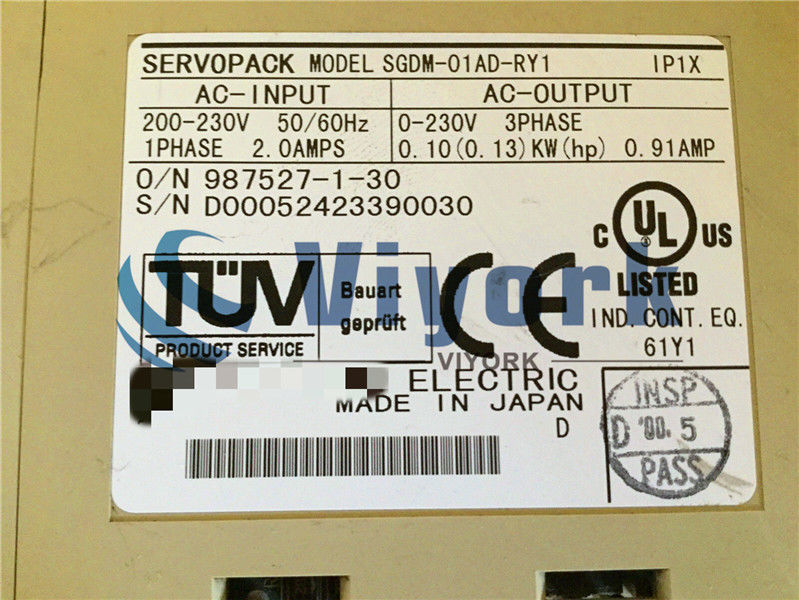 SERVOPACK MODEL SGDM-01AD-RY1 IP1X
AC-INPUT AC-OUTPUT
200-230V 50/60Hz 0-230V 3PHASE
1PHASE 2.0AMPS 0.10(0.13)KW(hp) 0.91AMP
O/N 987527-1-30
S/N D00052423390030
C UL US
LISTED
IND. CONT. EQ.
61Y1
TÜV
PRODUCT SERVICE
Bauart
geprüft
CE
Viyork
VIYORK
ELECTRIC
MADE IN JAPAN
D
INSP
D '00. 5
PASS